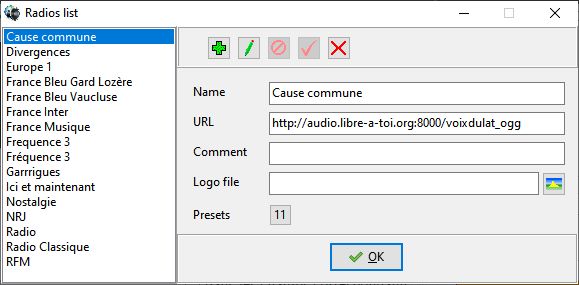 Radios list
Cause commune
Divergences
Europe 1
France Bleu Gard Lozère
France Bleu Vaucluse
France Inter
France Musique
Frequence 3
Fréquence 3
Garrrigues
Ici et maintenant
Nostalgie
NRJ
Radio
Radio Classique
RFM
Name Cause commune
URL http://audio.libre-a-toi.org:8000/voixdulat_ogg
Comment
Logo file
Presets 11
OK